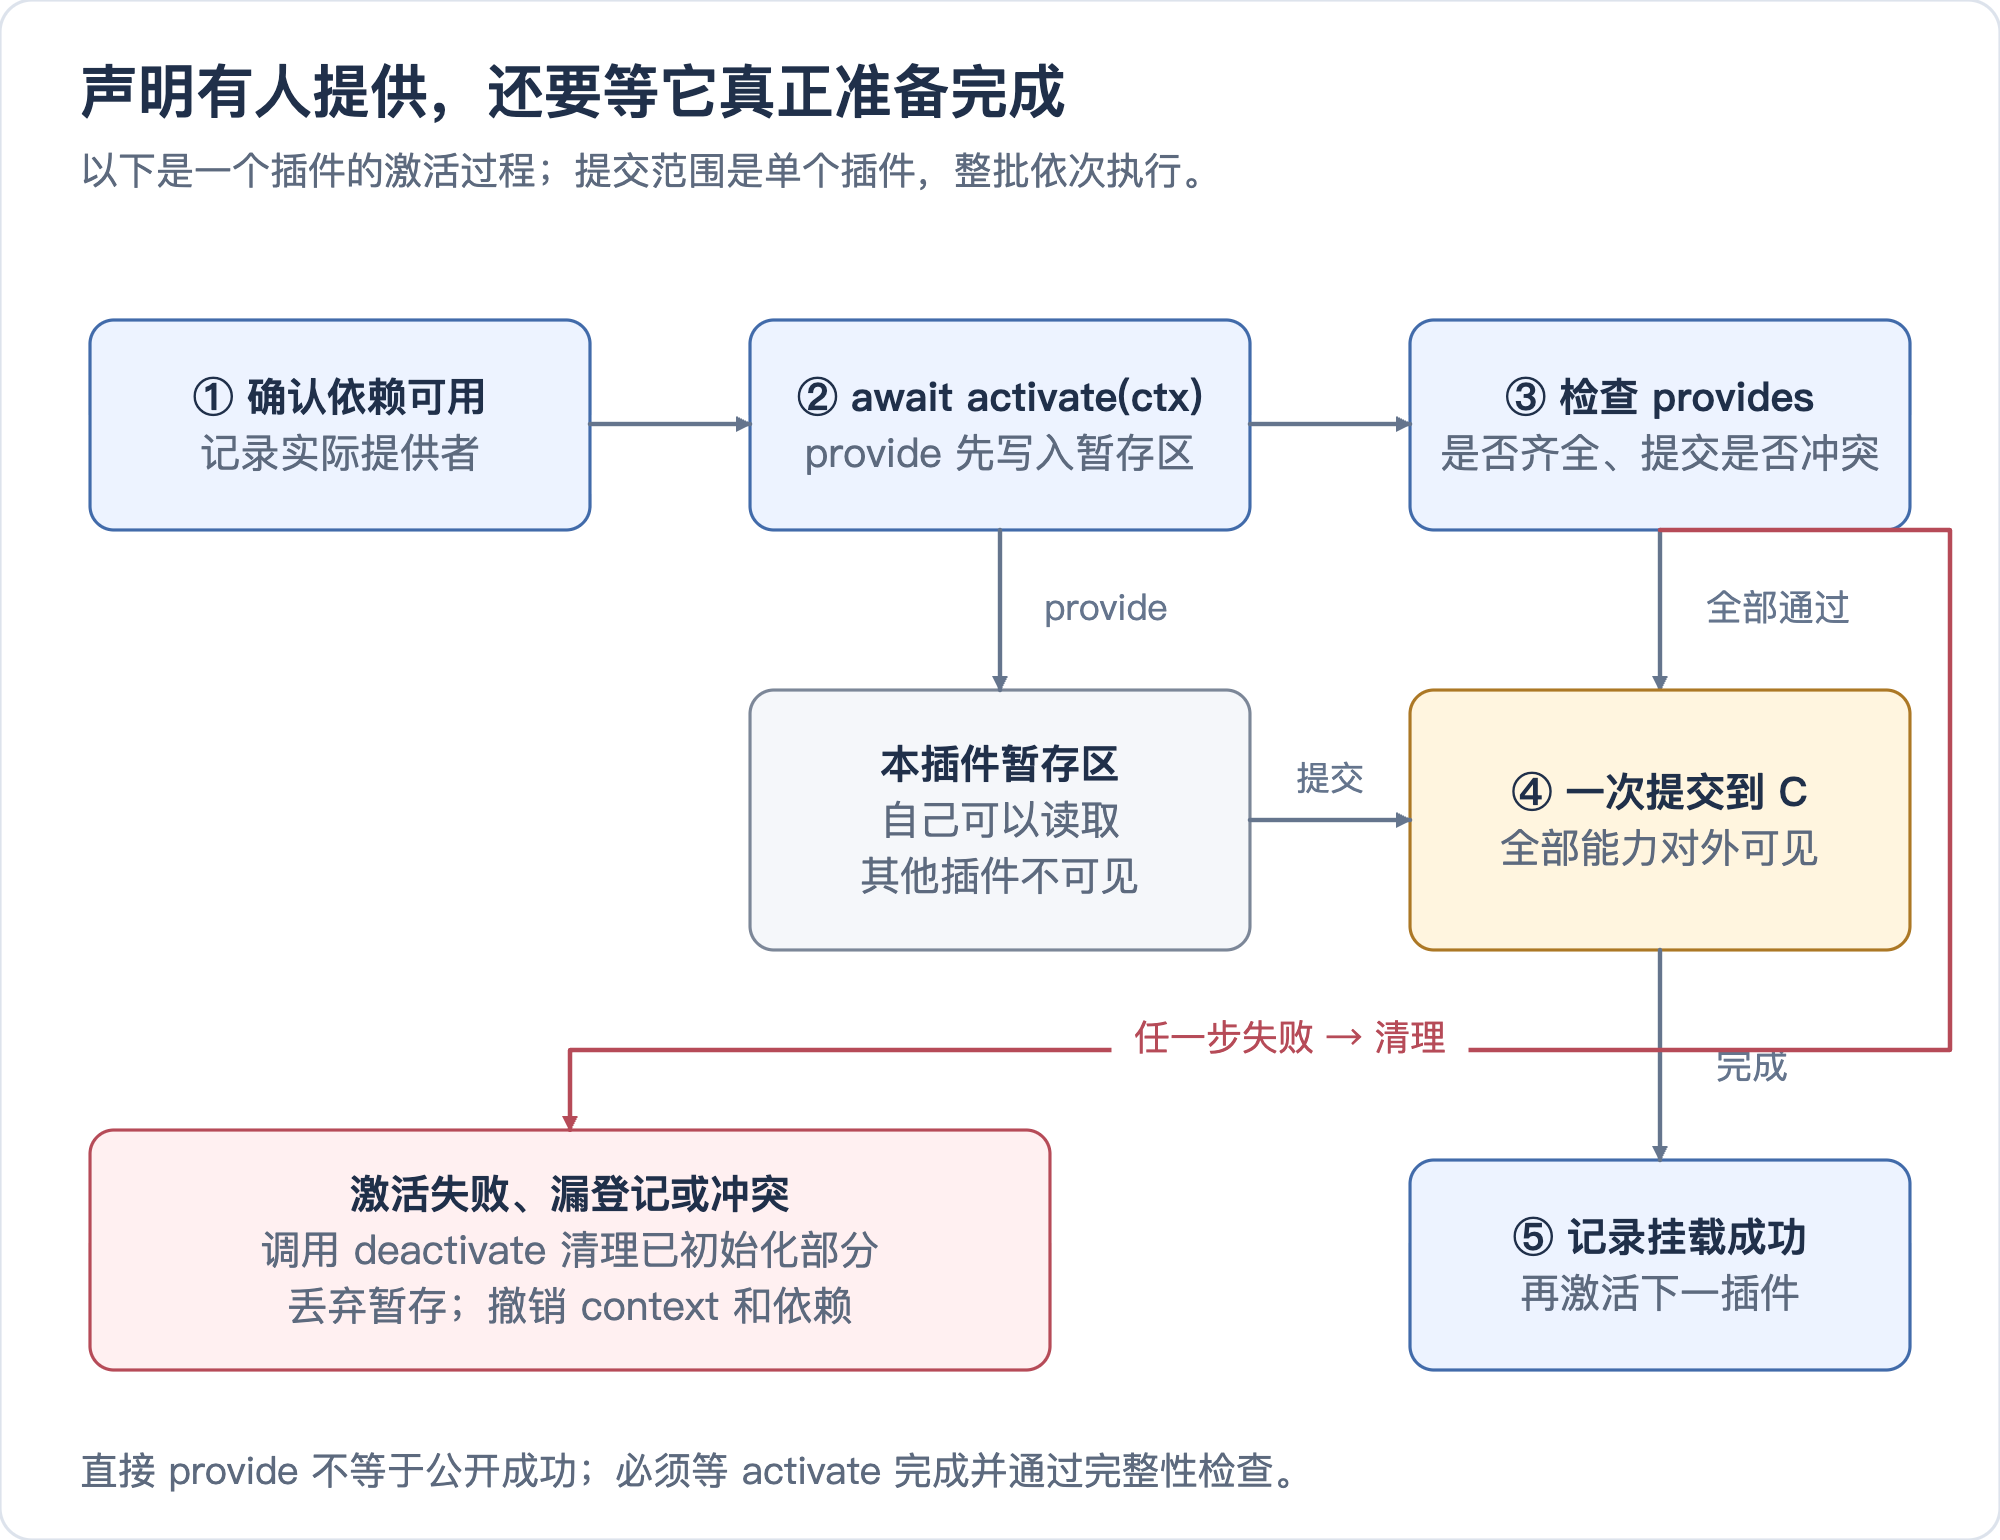 声明有人提供，还要等它真正准备完成
以下是一个插件的激活过程；提交范围是单个插件，整批依次执行。
① 确认依赖可用
记录实际提供者
② await activate(ctx)
provide 先写入暂存区
③ 检查 provides
是否齐全、提交是否冲突
provide
全部通过
本插件暂存区
自己可以读取
其他插件不可见
提交
④ 一次提交到 C
全部能力对外可见
任一步失败 → 清理
完成
激活失败、漏登记或冲突
调用 deactivate 清理已初始化部分
丢弃暂存；撤销 context 和依赖
⑤ 记录挂载成功
再激活下一插件
直接 provide 不等于公开成功；必须等 activate 完成并通过完整性检查。